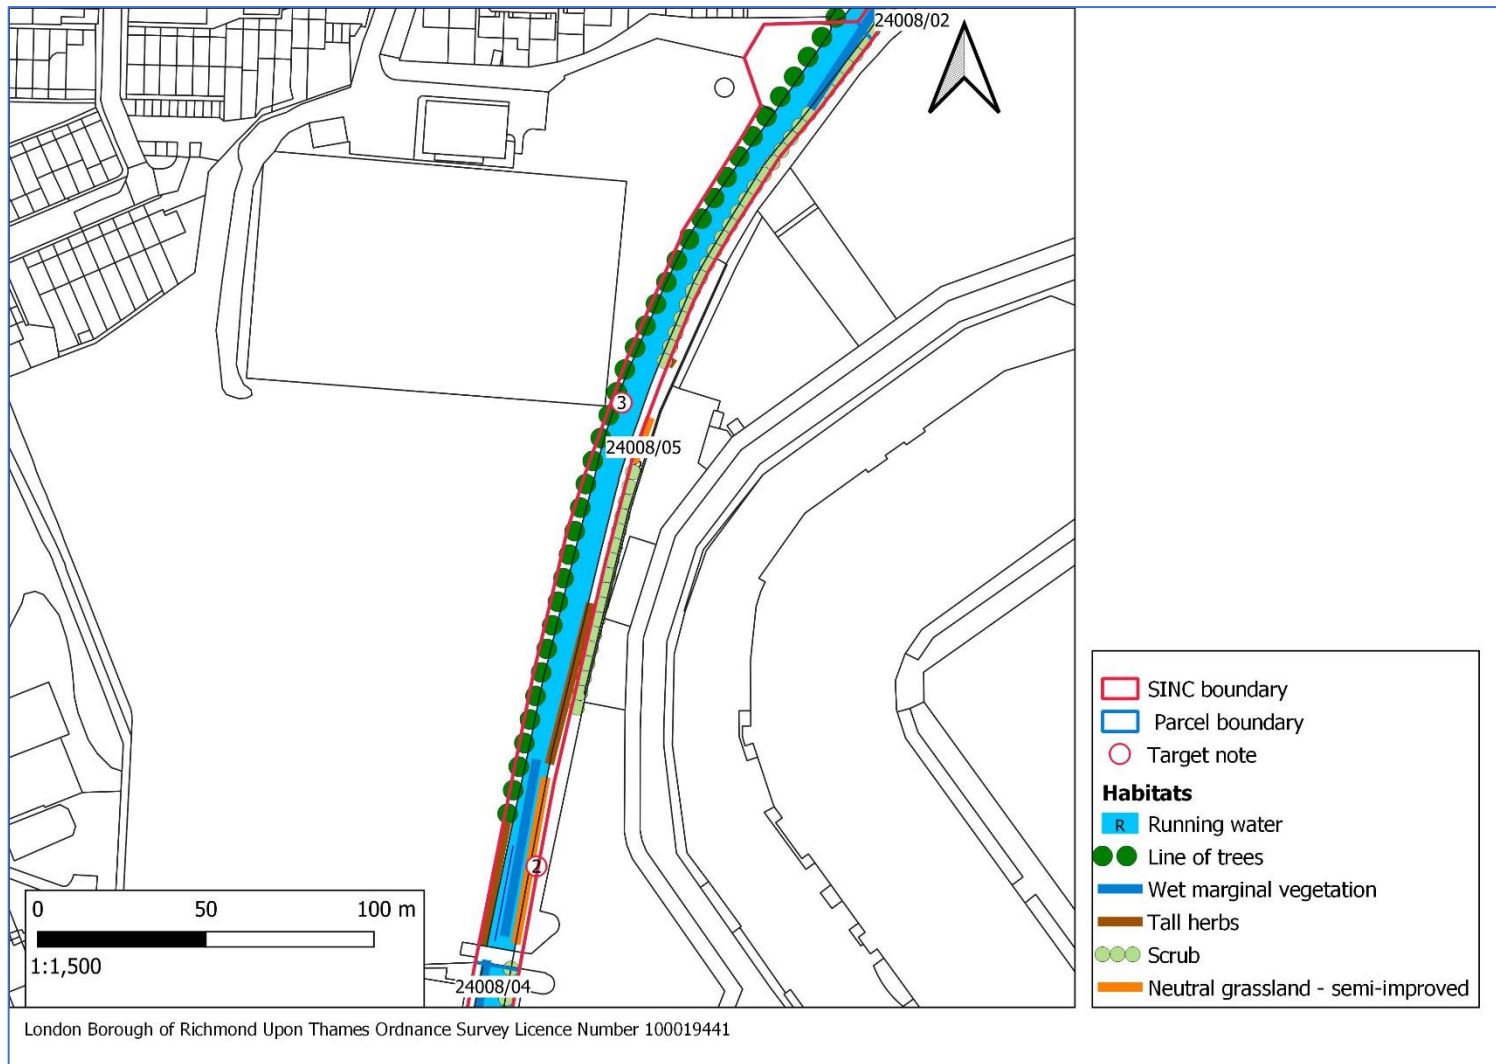 24008/02
3
24008/05
2
24008/04
0 50 100 m
1:1,500
SINC boundary
Parcel boundary
Target note
Habitats
R Running water
Line of trees
Wet marginal vegetation
Tall herbs
Scrub
Neutral grassland - semi-improved
London Borough of Richmond Upon Thames Ordnance Survey Licence Number 100019441